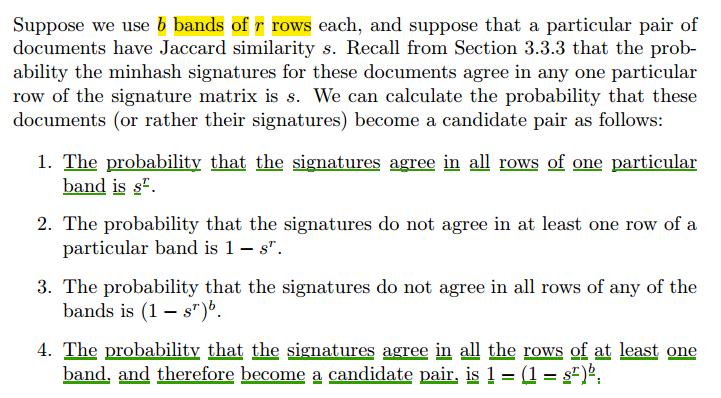 Suppose we use b bands of r rows each, and suppose that a particular pair of
documents have Jaccard similarity s. Recall from Section 3.3.3 that the prob-
ability the minhash signatures for these documents agree in any one particular
row of the signature matrix is s. We can calculate the probability that these
documents (or rather their signatures) become a candidate pair as follows:
1. The probability that the signatures agree in all rows of one particular
band is sʳ.
2. The probability that the signatures do not agree in at least one row of a
particular band is 1 − sʳ.
3. The probability that the signatures do not agree in all rows of any of the
bands is (1 − sʳ)ᵇ.
4. The probability that the signatures agree in all the rows of at least one
band, and therefore become a candidate pair, is 1 − (1 − sʳ)ᵇ.